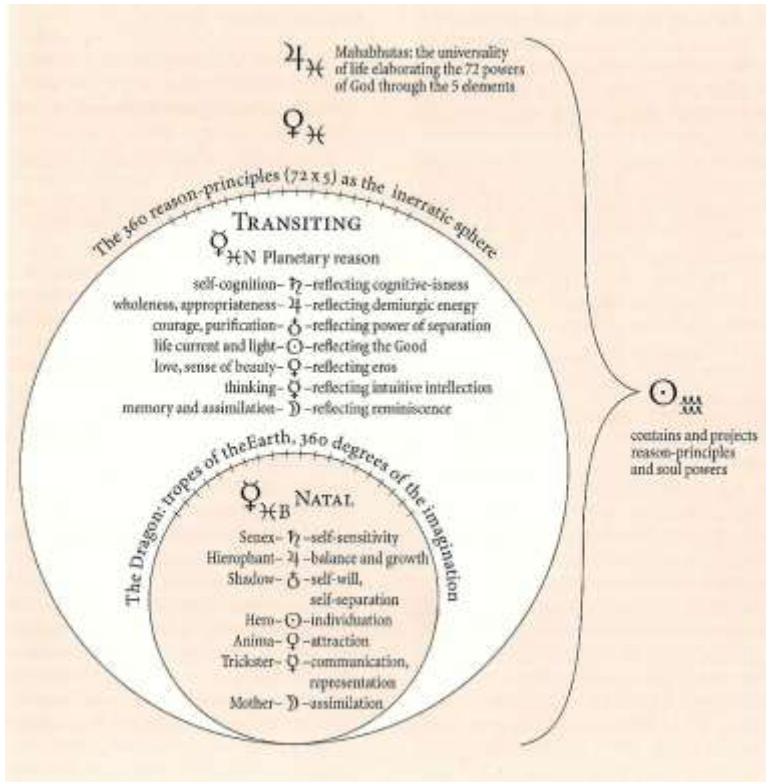 ♃♓ Mahabhutas: the universality
of life elaborating the 72 powers
of God through the 5 elements
♀♓
The 360 reason-principles (72 x 5) as the inerratic sphere
TRANSITING
☿♓N Planetary reason
self-cognition– ♄ –reflecting cognitive-isness
wholeness, appropriateness– ♃ –reflecting demiurgic energy
courage, purification– ♁ –reflecting power of separation
life current and light– ☉ –reflecting the Good
love, sense of beauty– ♀ –reflecting eros
thinking– ☿ –reflecting intuitive intellection
memory and assimilation– ☽ –reflecting reminiscence
The Dragon: tropes of theEarth, 360 degrees of the imagination
☿♓B NATAL
Senex– ♄ –self-sensitivity
Hierophant– ♃ –balance and growth
Shadow– ♁ –self-will,
self-separation
Hero– ☉ –individuation
Anima– ♀ –attraction
Trickster– ☿ –communication,
representation
Mother– ☽ –assimilation
☉♒
contains and projects
reason-principles
and soul powers